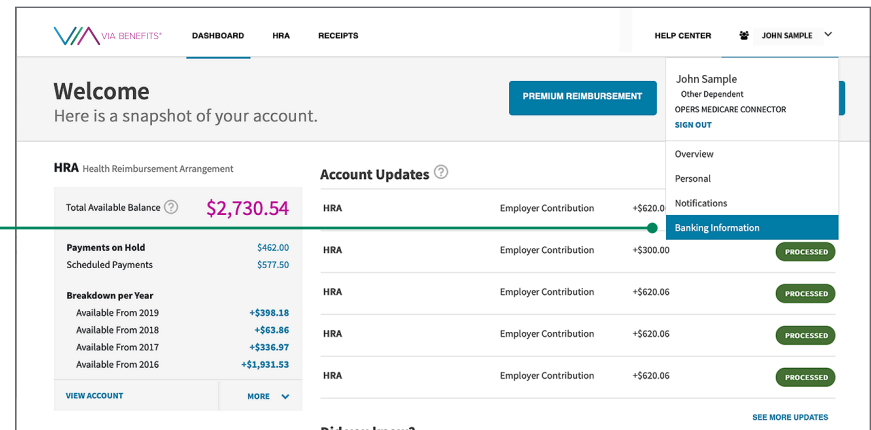 VIA BENEFITS DASHBOARD HRA RECEIPTS HELP CENTER JOHN SAMPLE
Welcome
Here is a snapshot of your account.
PREMIUM REIMBURSEMENT
John Sample
Other Dependent
OPERS MEDICARE CONNECTOR
SIGN OUT
Overview
Personal
Notifications
Banking Information
HRA Health Reimbursement Arrangement
Total Available Balance ? $2,730.54
Payments on Hold $462.00
Scheduled Payments $577.50
Breakdown per Year
Available From 2019 +$398.18
Available From 2018 +$63.86
Available From 2017 +$336.97
Available From 2016 +$1,931.53
VIEW ACCOUNT MORE
Account Updates ?
HRA Employer Contribution +$620.0
HRA Employer Contribution +$300.00 PROCESSED
HRA Employer Contribution +$620.06 PROCESSED
HRA Employer Contribution +$620.06 PROCESSED
HRA Employer Contribution +$620.06 PROCESSED
SEE MORE UPDATES
Did you know?